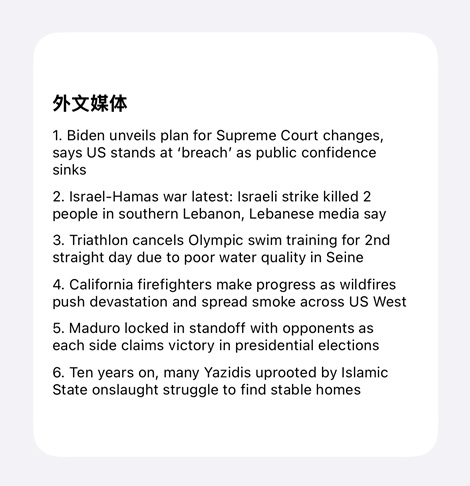 外文媒体
1. Biden unveils plan for Supreme Court changes,
says US stands at ‘breach’ as public confidence
sinks
2. Israel-Hamas war latest: Israeli strike killed 2
people in southern Lebanon, Lebanese media say
3. Triathlon cancels Olympic swim training for 2nd
straight day due to poor water quality in Seine
4. California firefighters make progress as wildfires
push devastation and spread smoke across US West
5. Maduro locked in standoff with opponents as
each side claims victory in presidential elections
6. Ten years on, many Yazidis uprooted by Islamic
State onslaught struggle to find stable homes